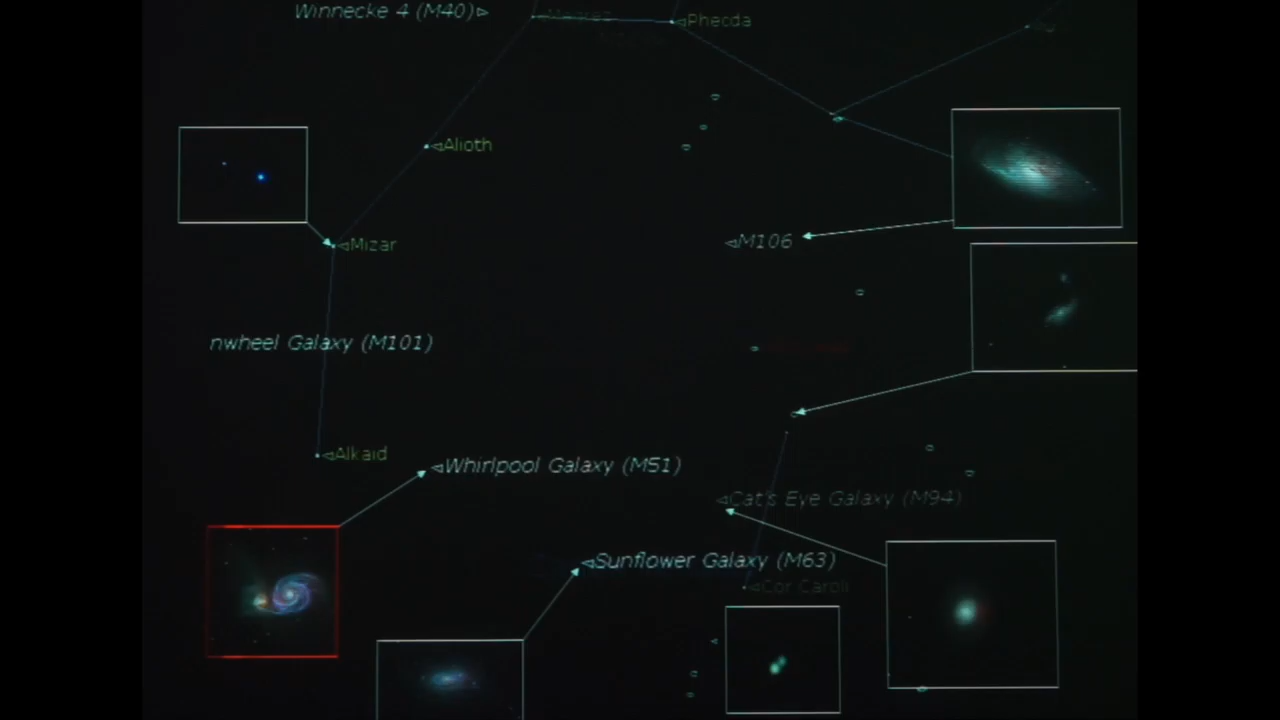 Winnecke 4 (M40)
Megrez
Phecda
Alioth
Mizar
M106
nwheel Galaxy (M101)
Alkaid
Whirlpool Galaxy (M51)
Cat's Eye Galaxy (M94)
Sunflower Galaxy (M63)
Cor Caroli